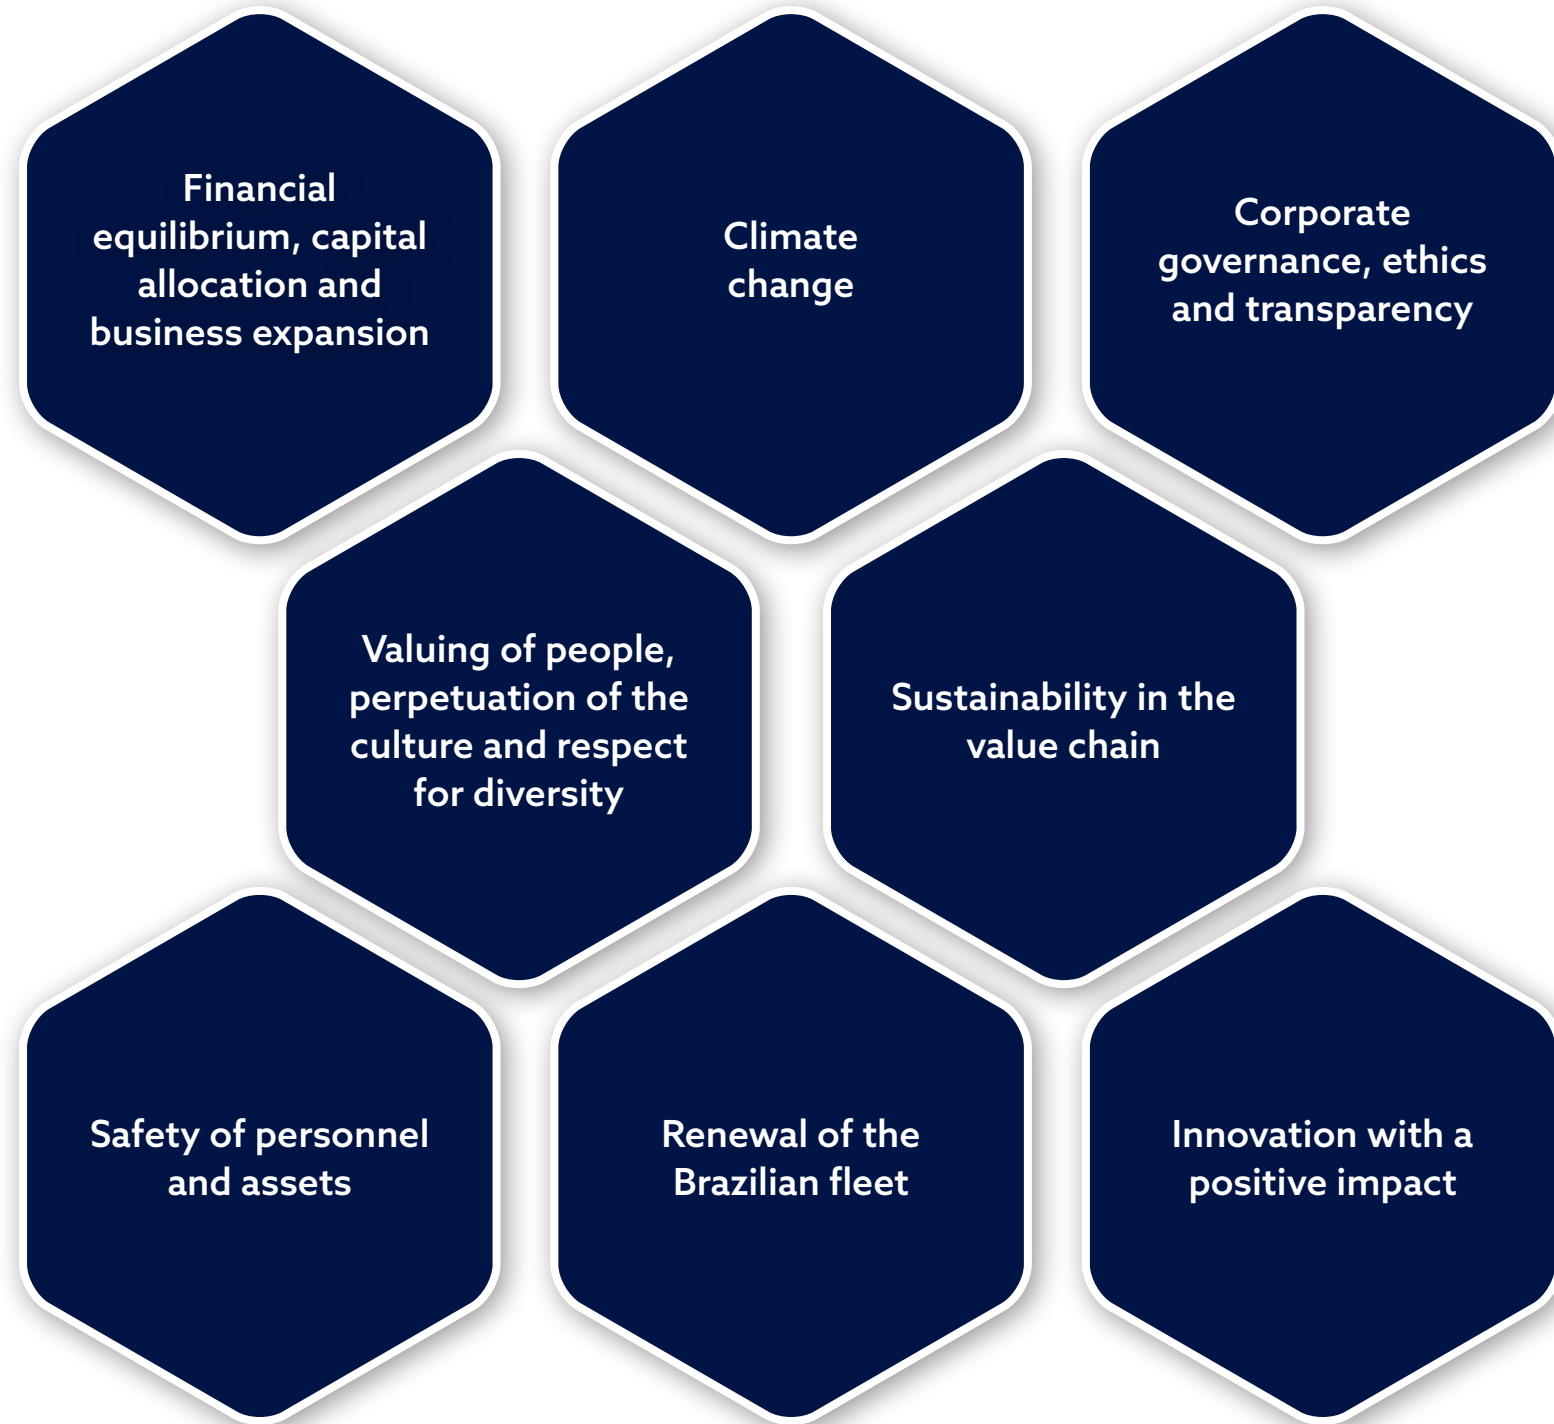 Financial
equilibrium, capital
allocation and
business expansion
Climate
change
Corporate
governance, ethics
and transparency
Valuing of people,
perpetuation of the
culture and respect
for diversity
Sustainability in the
value chain
Safety of personnel
and assets
Renewal of the
Brazilian fleet
Innovation with a
positive impact